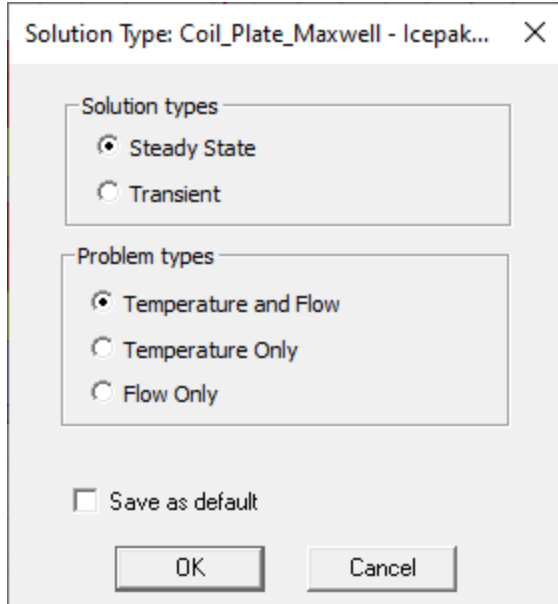 Solution Type: Coil_Plate_Maxwell - Icepak...
Solution types
Steady State
Transient
Problem types
Temperature and Flow
Temperature Only
Flow Only
Save as default
OK Cancel